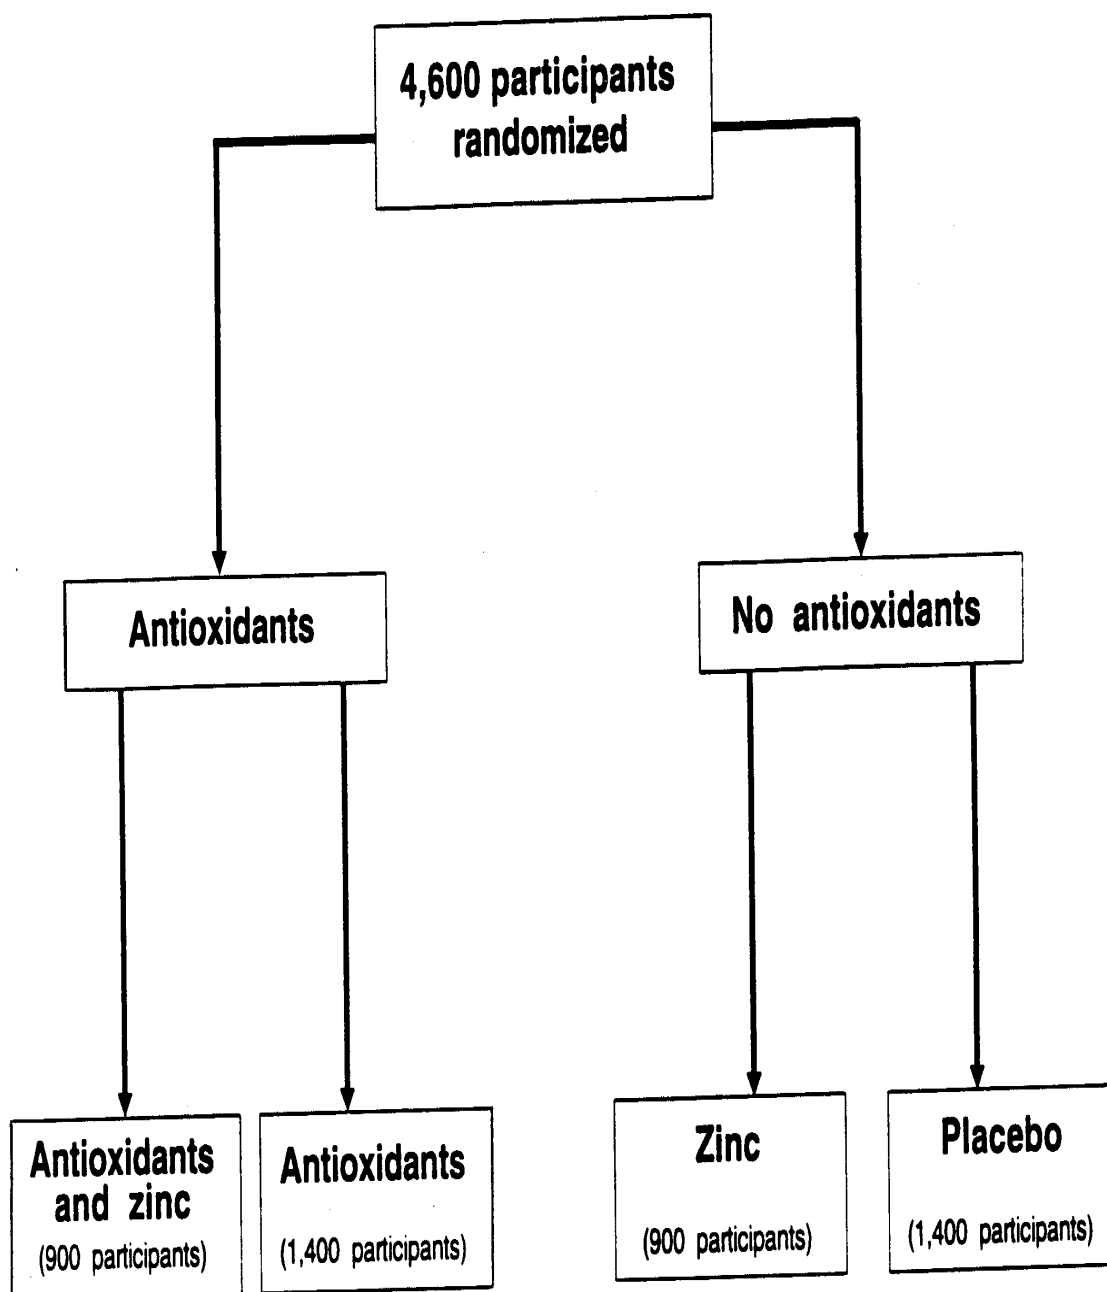 4,600 participants
randomized
Antioxidants
No antioxidants
Antioxidants
and zinc
(900 participants)
Antioxidants
(1,400 participants)
Zinc
(900 participants)
Placebo
(1,400 participants)